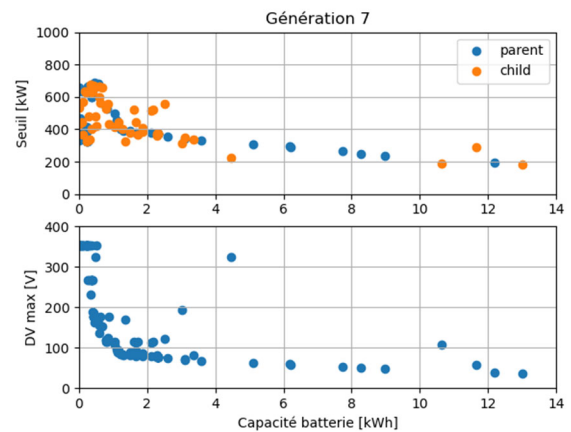 Génération 7
1000
800
600
400
200
0
Seuil [kW]
parent
child
0 2 4 6 8 10 12 14
400
300
200
100
0
DV max [V]
0 2 4 6 8 10 12 14
Capacité batterie [kWh]